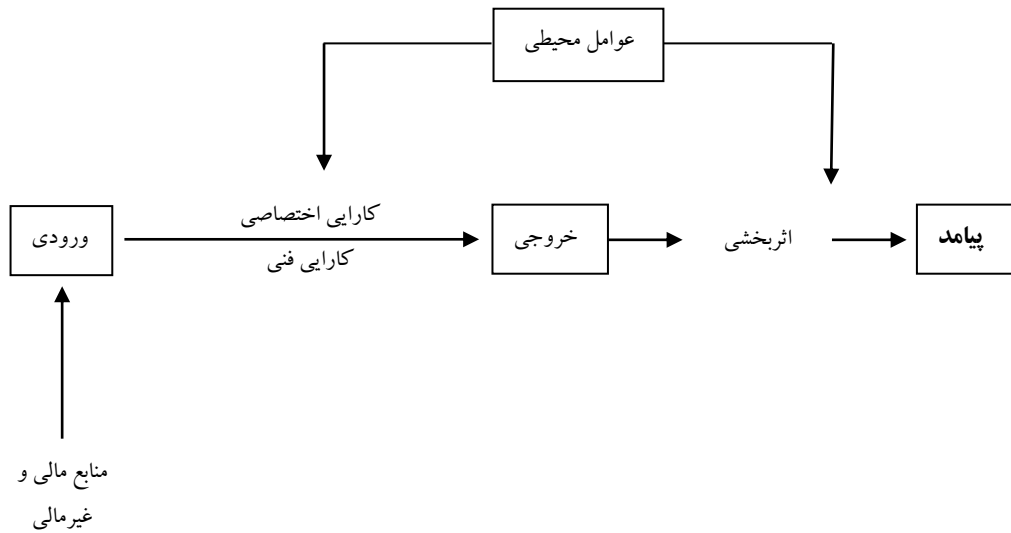 عوامل محیطی
ورودی
کارایی اختصاصی
کارایی فنی
خروجی
اثربخشی
پیامد
منابع مالی و
غیرمالی